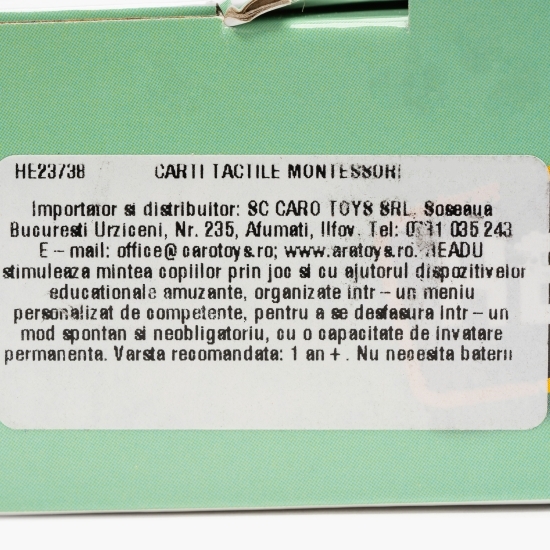 HE23738 CARTI TACTILE MONTESSORI
Importator si distribuitor: SC CARO TOYS SRL, Soseaua
Bucuresti Urziceni, Nr. 235, Afumati, Ilfov. Tel: 035 243
E - mail: office@carotoys.ro; www.aratoys.ro. HEADU
stimuleaza mintea copiilor prin joc si cu ajutorul dispozitivelor
educationale amuzante, organizate intr - un meniu
personalizat de competente, pentru a se desfasura intr - un
mod spontan si neobligatoriu, cu o capacitate de invatare
permanenta. Varsta recomandata: 1 an + . Nu necesita baterii